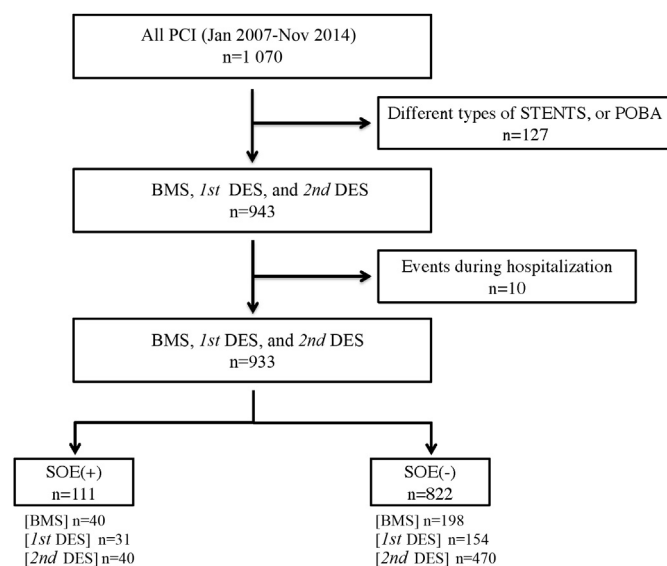 All PCI (Jan 2007-Nov 2014)
n=1 070
Different types of STENTS, or POBA
n=127
BMS, 1st DES, and 2nd DES
n=943
Events during hospitalization
n=10
BMS, 1st DES, and 2nd DES
n=933
SOE(+)
n=111
[BMS] n=40
[1st DES] n=31
[2nd DES] n=40
SOE(-)
n=822
[BMS] n=198
[1st DES] n=154
[2nd DES] n=470